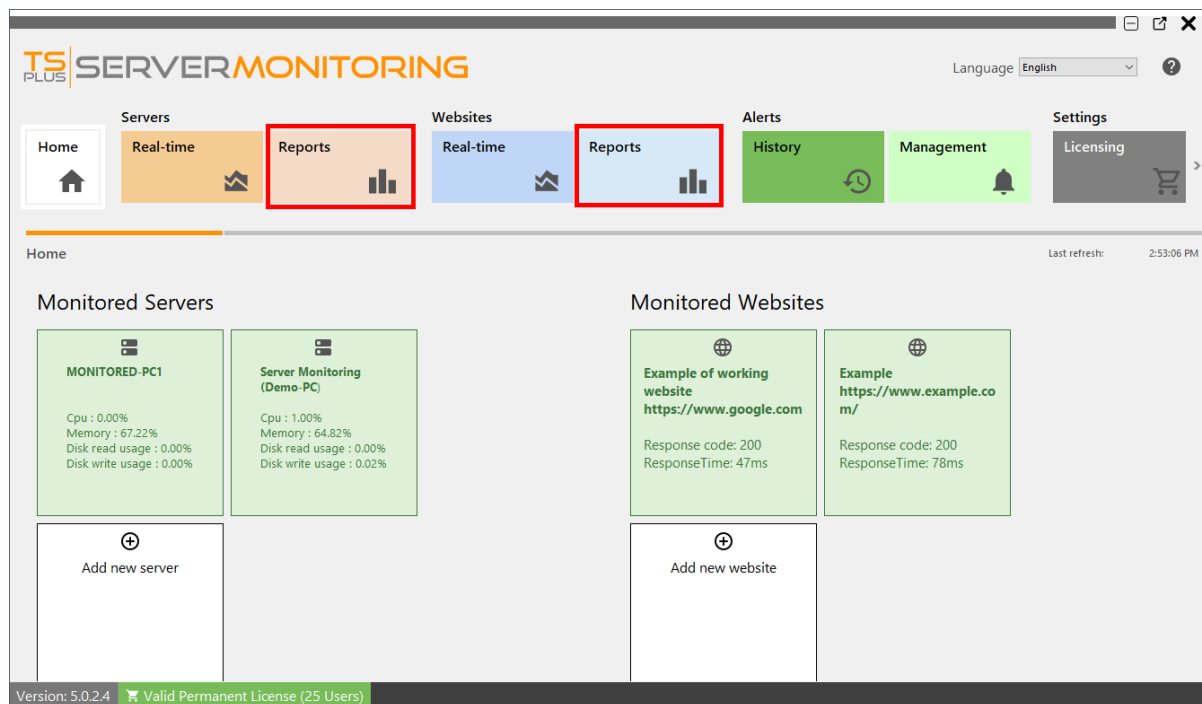 TS PLUS SERVERMONITORING
Language English
Servers
Websites
Alerts
Settings
Home
Real-time
Reports
Real-time
Reports
History
Management
Licensing
Home
Last refresh: 2:53:06 PM
Monitored Servers
MONITORED-PC1
Cpu : 0.00%
Memory : 67.22%
Disk read usage : 0.00%
Disk write usage : 0.00%
Server Monitoring
(Demo-PC)
Cpu : 1.00%
Memory : 64.82%
Disk read usage : 0.00%
Disk write usage : 0.02%
Add new server
Monitored Websites
Example of working
website
https://www.google.com
Response code: 200
ResponseTime: 47ms
Example
https://www.example.co
m/
Response code: 200
ResponseTime: 78ms
Add new website
Version: 5.0.2.4
Valid Permanent License (25 Users)